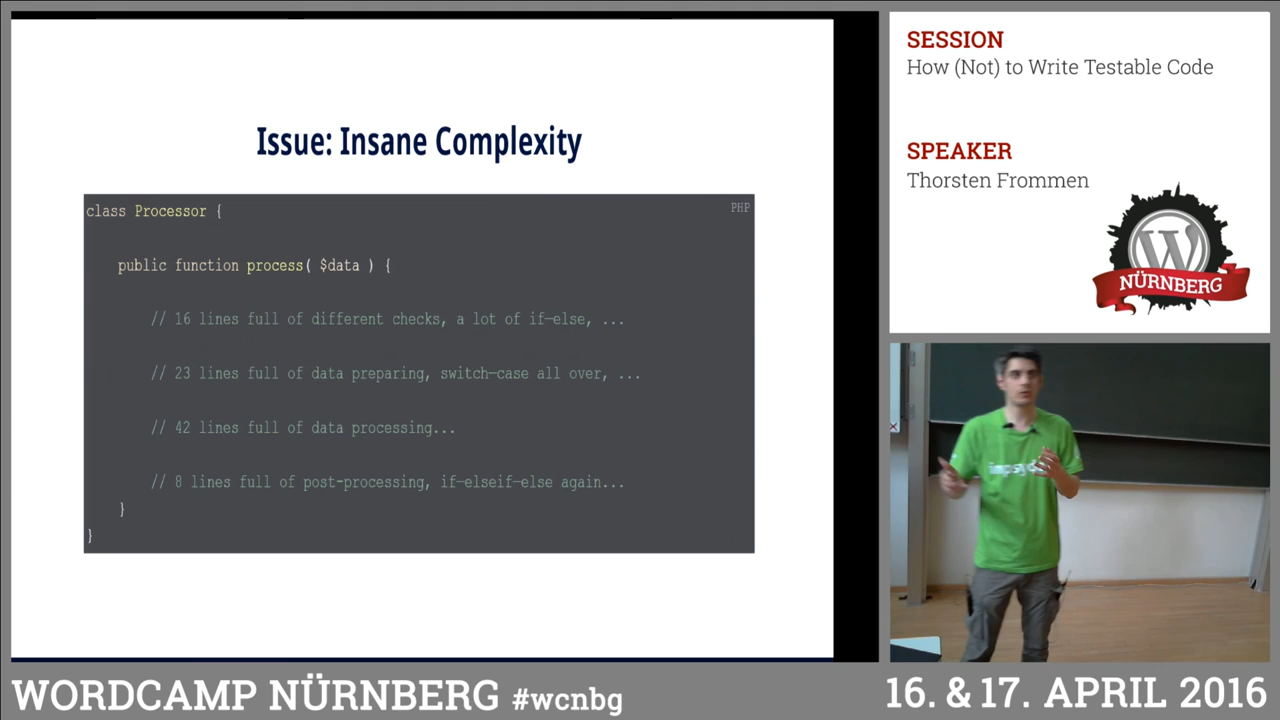 Issue: Insane Complexity
PHP
class Processor {
public function process( $data ) {
// 16 lines full of different checks, a lot of if-else, ...
// 23 lines full of data preparing, switch-case all over, ...
// 42 lines full of data processing...
// 8 lines full of post-processing, if-elseif-else again...
}
}
SESSION
How (Not) to Write Testable Code
SPEAKER
Thorsten Frommen
NÜRNBERG
WORDCAMP NÜRNBERG #wcnbg
16. & 17. APRIL 2016